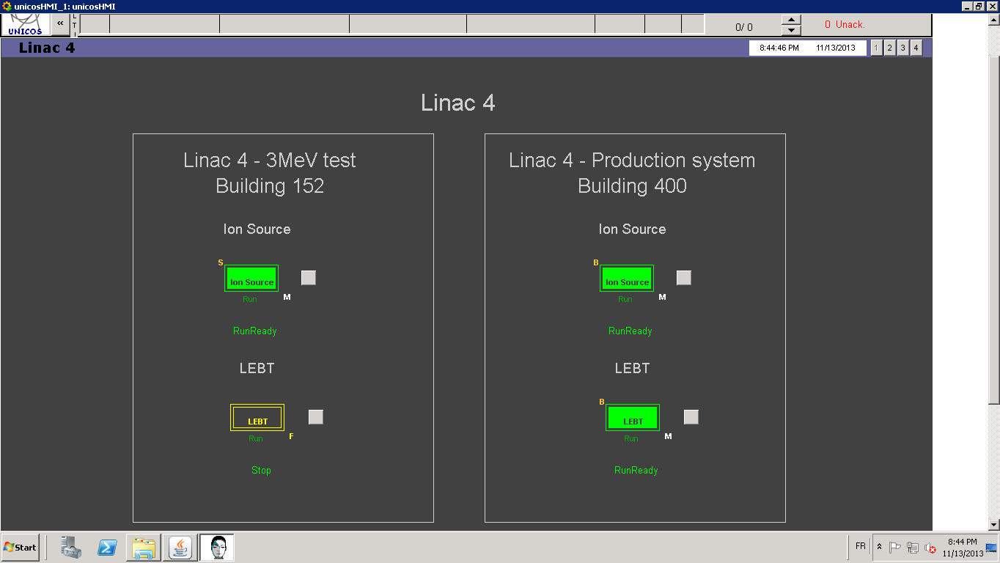 unicosHMI_1: unicosHMI
UNICOS
«
L
T
I
0/ 0
0 Unack.
Linac 4
8:44:46 PM 11/13/2013
1 2 3 4
Linac 4
Linac 4 - 3MeV test
Building 152
Ion Source
S
Ion Source
Run
M
RunReady
LEBT
LEBT
Run
F
Stop
Linac 4 - Production system
Building 400
Ion Source
B
Ion Source
Run
M
RunReady
LEBT
B
LEBT
Run
M
RunReady
Start
FR
8:44 PM
11/13/2013